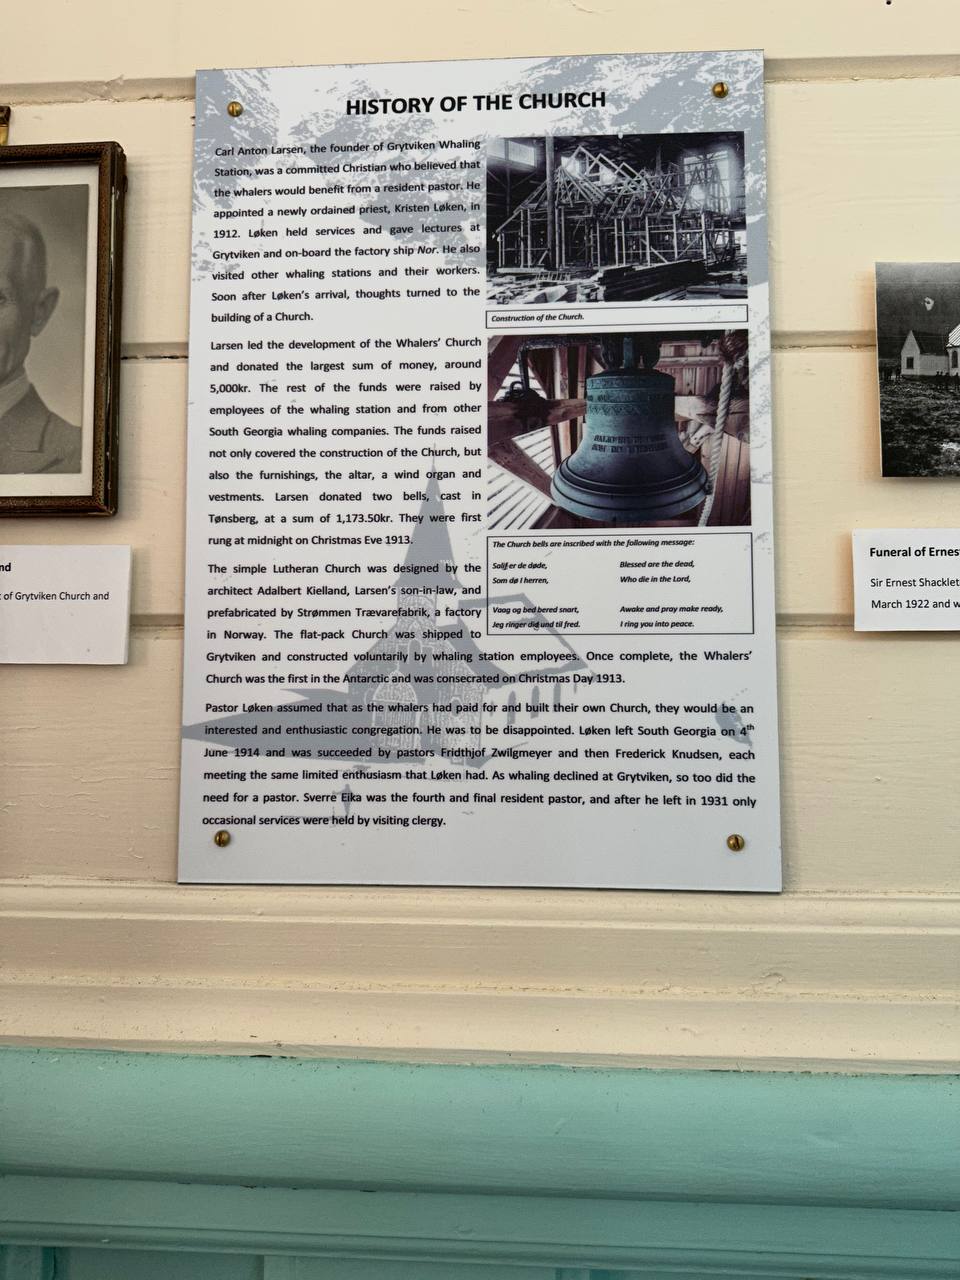 HISTORY OF THE CHURCH
Carl Anton Larsen, the founder of Grytviken Whaling
Station, was a committed Christian who believed that
the whalers would benefit from a resident pastor. He
appointed a newly ordained priest, Kristen Løken, in
1912. Løken held services and gave lectures at
Grytviken and on-board the factory ship Nor. He also
visited other whaling stations and their workers.
Soon after Løken's arrival, thoughts turned to the
building of a Church.
Larsen led the development of the Whalers' Church
and donated the largest sum of money, around
5,000kr. The rest of the funds were raised by
employees of the whaling station and from other
South Georgia whaling companies. The funds raised
not only covered the construction of the Church, but
also the furnishings, the altar, a wind organ and
vestments. Larsen donated two bells, cast in
Tønsberg, at a sum of 1,173.50kr. They were first
rung at midnight on Christmas Eve 1913.
The simple Lutheran Church was designed by the
architect Adalbert Kielland, Larsen's son-in-law, and
prefabricated by Strømmen Trævarefabrik, a factory
in Norway. The flat-pack Church was shipped to
Grytviken and constructed voluntarily by whaling station employees. Once complete, the Whalers'
Church was the first in the Antarctic and was consecrated on Christmas Day 1913.
Pastor Løken assumed that as the whalers had paid for and built their own Church, they would be an
interested and enthusiastic congregation. He was to be disappointed. Løken left South Georgia on 4th
June 1914 and was succeeded by pastors Fridthjof Zwilgmeyer and then Frederick Knudsen, each
meeting the same limited enthusiasm that Løken had. As whaling declined at Grytviken, so too did the
need for a pastor. Sverre Eika was the fourth and final resident pastor, and after he left in 1931 only
occasional services were held by visiting clergy.
Construction of the Church.
The Church bells are inscribed with the following message:
Salif er de døde,
Som dø I herren,
Vaag og bed bered snart,
Jeg ringer dig und til fred.
Blessed are the dead,
Who die in the Lord,
Awake and pray make ready,
I ring you into peace.
nd
of Grytviken Church and
Funeral of Ernest
Sir Ernest Shacklet
March 1922 and w